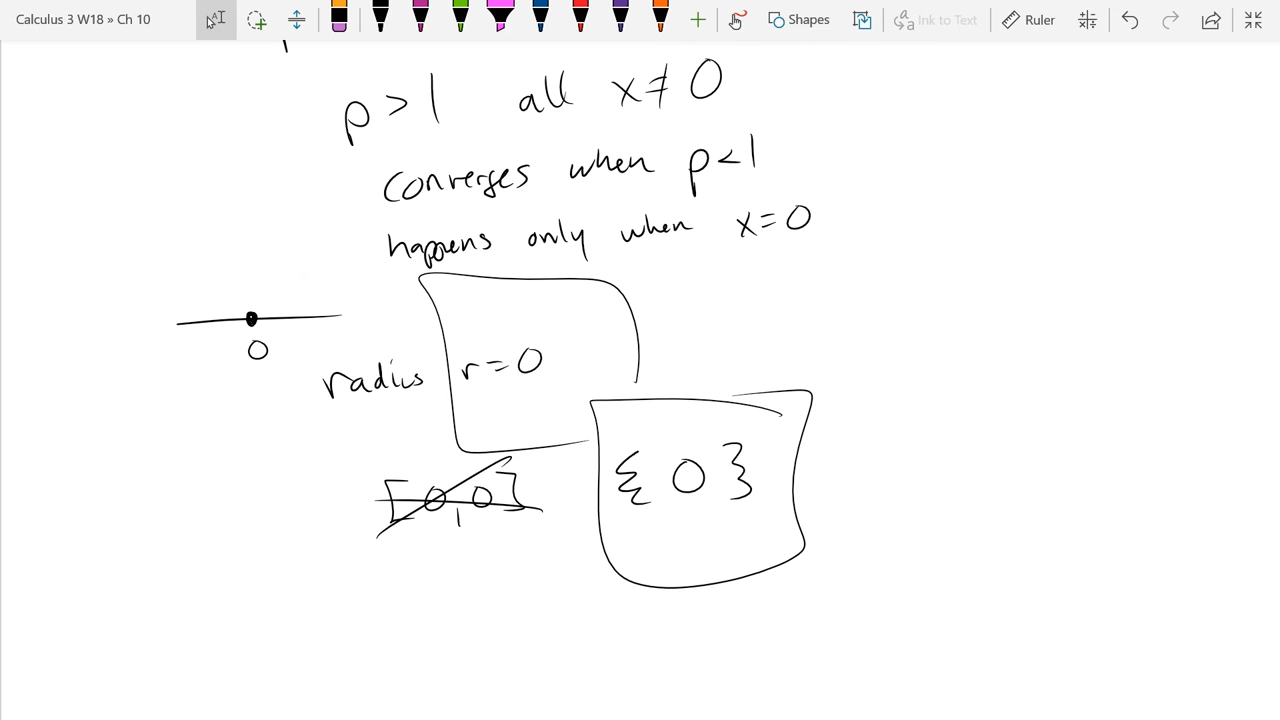 Calculus 3 W18 » Ch 10
Shapes
Ink to Text
Ruler
p > 1 all x ≠ 0
Converges when p < 1
happens only when x = 0
0
radius r = 0
[0, 0]
{0}